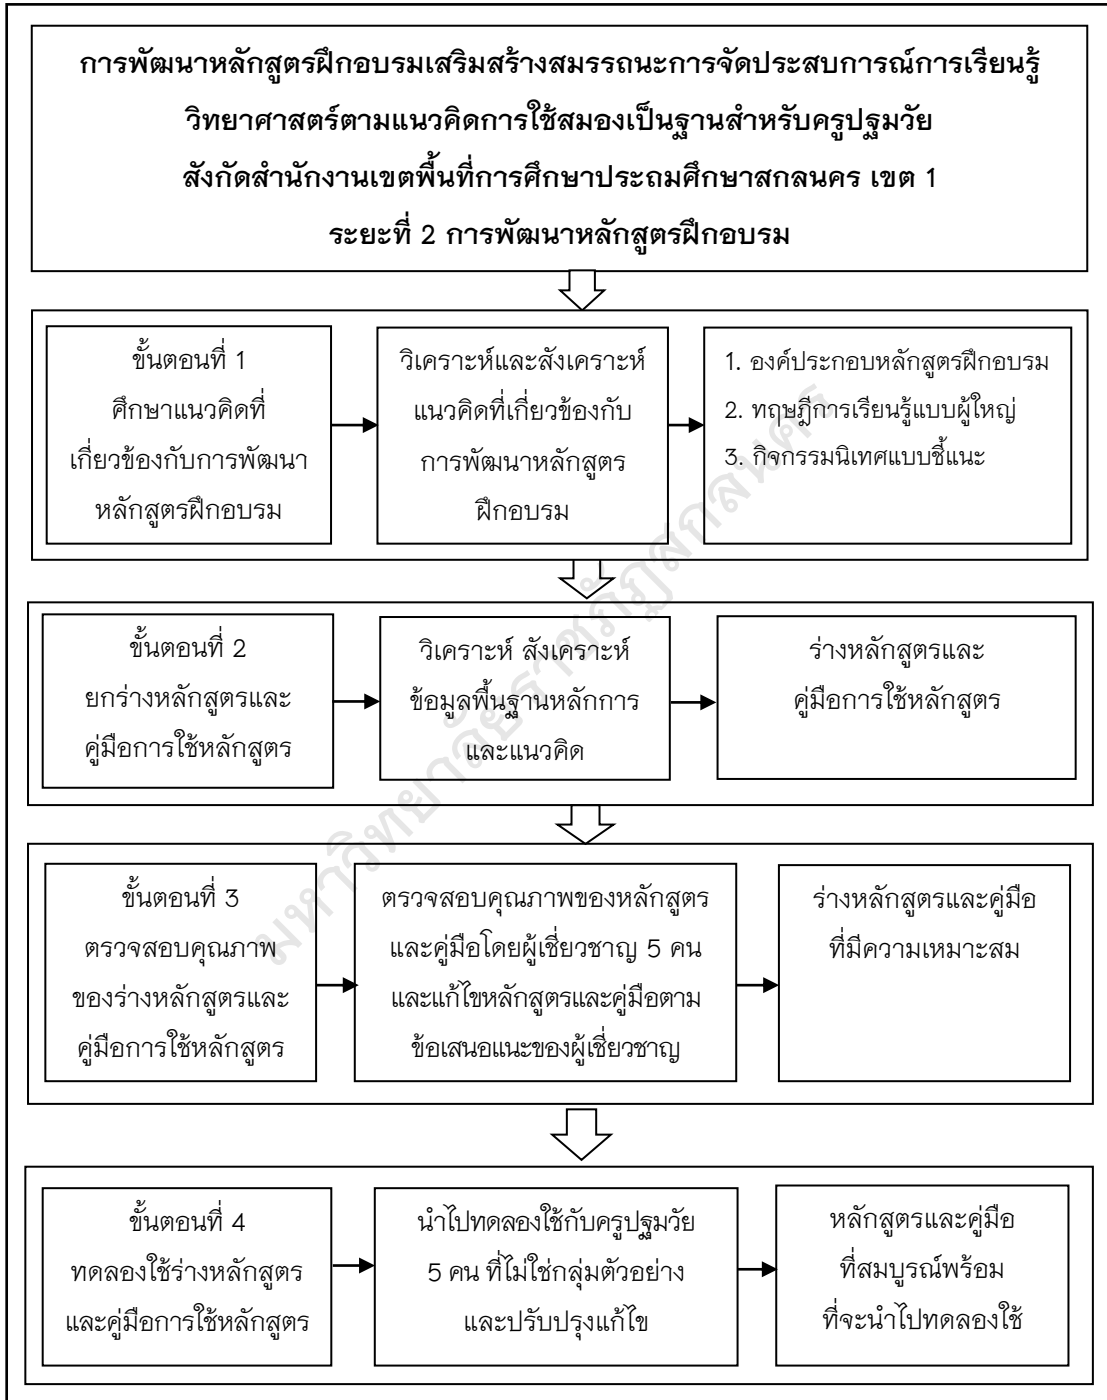 การพัฒนาหลักสูตรฝึกอบรมเสริมสร้างสมรรถนะการจัดประสบการณ์การเรียนรู้
วิทยาศาสตร์ตามแนวคิดการใช้สมองเป็นฐานสำหรับครูปฐมวัย
สังกัดสำนักงานเขตพื้นที่การศึกษาประถมศึกษาสกลนคร เขต 1
ระยะที่ 2 การพัฒนาหลักสูตรฝึกอบรม
ขั้นตอนที่ 1
ศึกษาแนวคิดที่
เกี่ยวข้องกับการพัฒนา
หลักสูตรฝึกอบรม
วิเคราะห์และสังเคราะห์
แนวคิดที่เกี่ยวข้องกับ
การพัฒนาหลักสูตร
ฝึกอบรม
1. องค์ประกอบหลักสูตรฝึกอบรม
2. ทฤษฎีการเรียนรู้แบบผู้ใหญ่
3. กิจกรรมนิเทศแบบชี้แนะ
ขั้นตอนที่ 2
ยกร่างหลักสูตรและ
คู่มือการใช้หลักสูตร
วิเคราะห์ สังเคราะห์
ข้อมูลพื้นฐานหลักการ
และแนวคิด
ร่างหลักสูตรและ
คู่มือการใช้หลักสูตร
ขั้นตอนที่ 3
ตรวจสอบคุณภาพ
ของร่างหลักสูตรและ
คู่มือการใช้หลักสูตร
ตรวจสอบคุณภาพของหลักสูตร
และคู่มือโดยผู้เชี่ยวชาญ 5 คน
และแก้ไขหลักสูตรและคู่มือตาม
ข้อเสนอแนะของผู้เชี่ยวชาญ
ร่างหลักสูตรและคู่มือ
ที่มีความเหมาะสม
ขั้นตอนที่ 4
ทดลองใช้ร่างหลักสูตร
และคู่มือการใช้หลักสูตร
นำไปทดลองใช้กับครูปฐมวัย
5 คน ที่ไม่ใช่กลุ่มตัวอย่าง
และปรับปรุงแก้ไข
หลักสูตรและคู่มือ
ที่สมบูรณ์พร้อม
ที่จะนำไปทดลองใช้
มหาวิทยาลัยราชภัฏสกลนคร